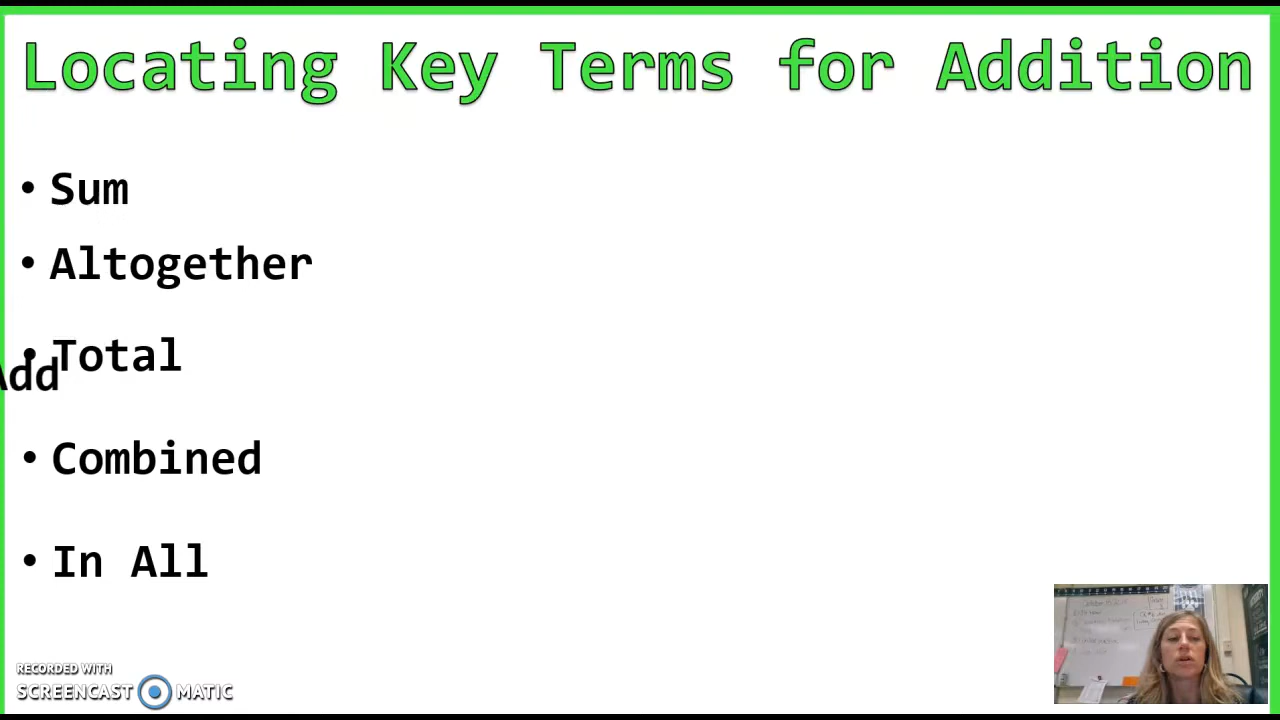 Locating Key Terms for Addition
• Sum
• Altogether
• Total
Add
• Combined
• In All
RECORDED WITH
SCREENCAST MATIC